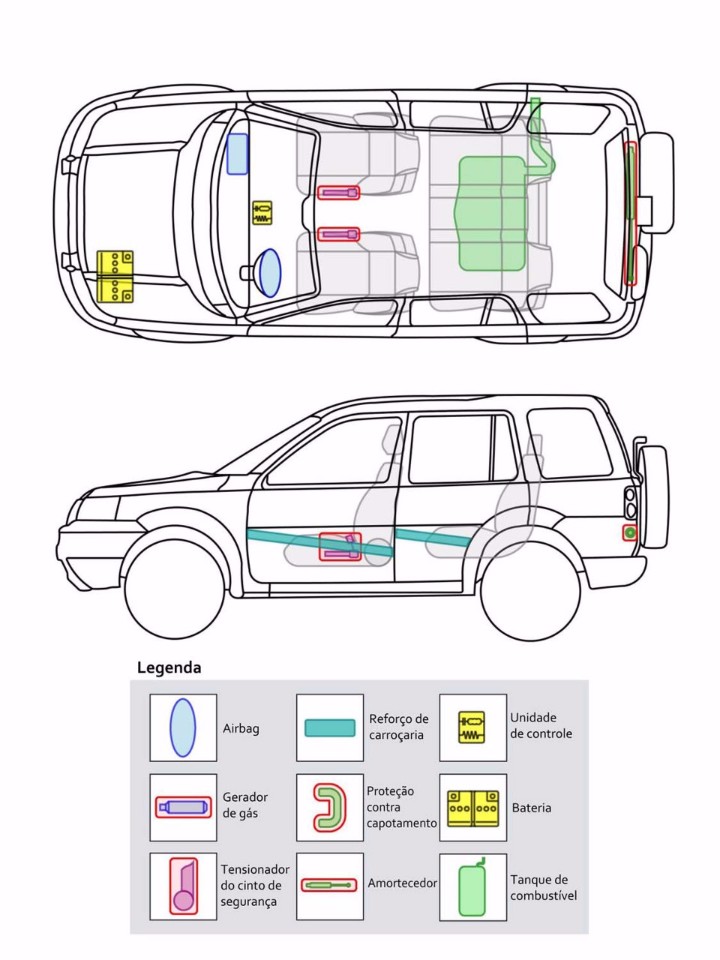 Legenda
Airbag
Reforço de
carroçaria
Unidade
de controle
Gerador
de gás
Proteção
contra
capotamento
Bateria
Tensionador
do cinto de
segurança
Amortecedor
Tanque de
combustível